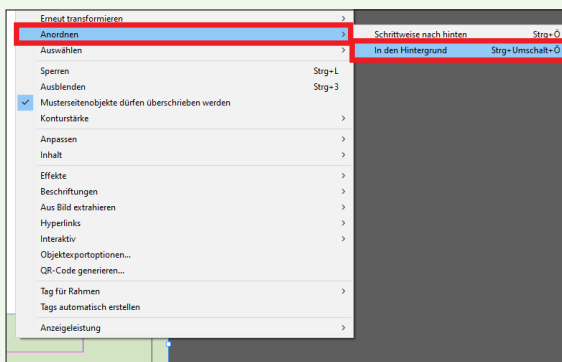 Erneut transformieren
Anordnen
Schrittweise nach hinten Strg+Ö
Auswählen
In den Hintergrund Strg+Umschalt+Ö
Sperren Strg+L
Ausblenden Strg+3
Musterseitenobjekte dürfen überschrieben werden
Konturstärke
Anpassen
Inhalt
Effekte
Beschriftungen
Aus Bild extrahieren
Hyperlinks
Interaktiv
Objektexportoptionen...
QR-Code generieren...
Tag für Rahmen
Tags automatisch erstellen
Anzeigeleistung